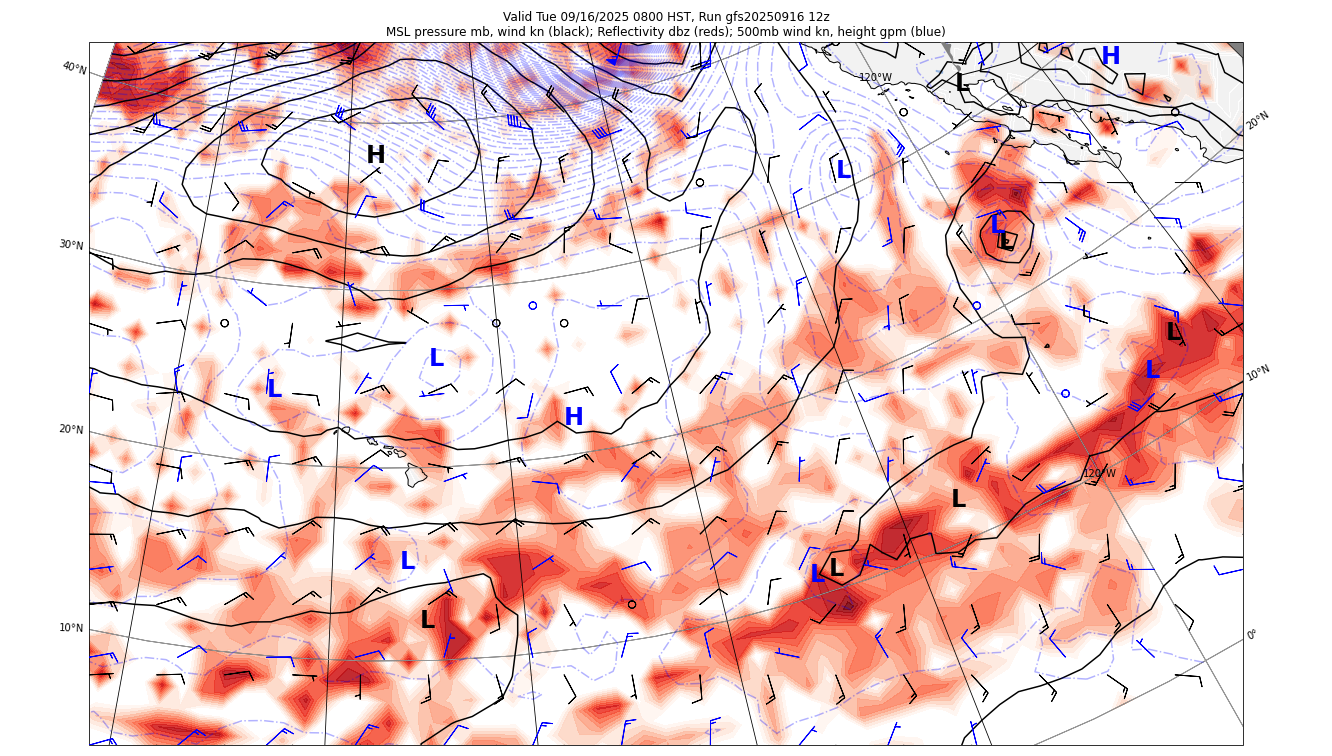 Valid Tue 09/16/2025 0800 HST, Run gfs20250916 12z
MSL pressure mb, wind kn (black); Reflectivity dbz (reds); 500mb wind kn, height gpm (blue)
H
40°N
120°W
L
20°N
H
L
L
L
30°N
L
L
L
L
10°N
L
H
20°N
120°W
L
L
L
L
L
10°N
0°